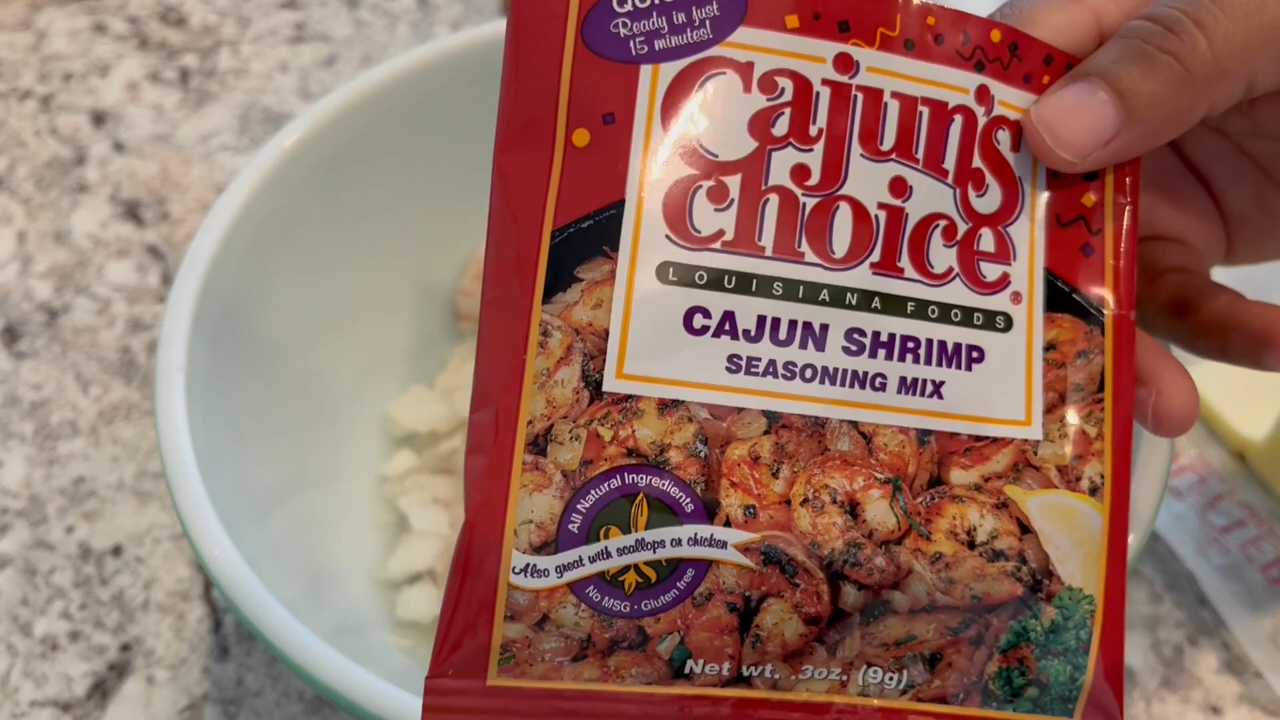 Ready in just
15 minutes!
Cajun's
Choice®
LOUISIANA FOODS
CAJUN SHRIMP
SEASONING MIX
All Natural Ingredients
Also great with scallops or chicken
No MSG • Gluten free
Net wt. .3oz. (9g)